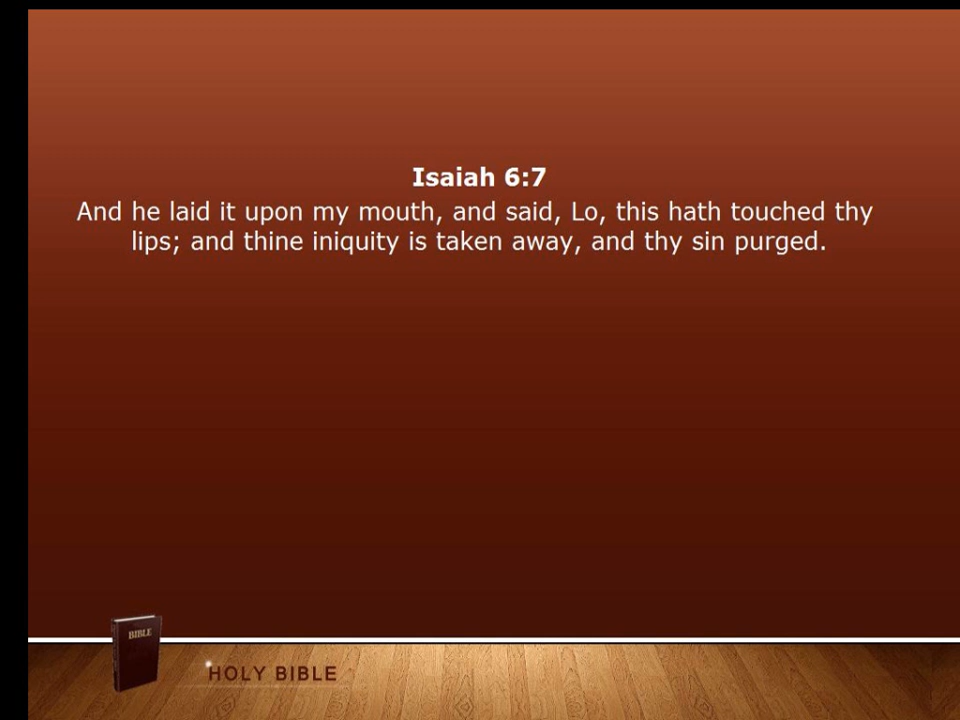 Isaiah 6:7
And he laid it upon my mouth, and said, Lo, this hath touched thy
lips; and thine iniquity is taken away, and thy sin purged.
BIBLE
HOLY BIBLE